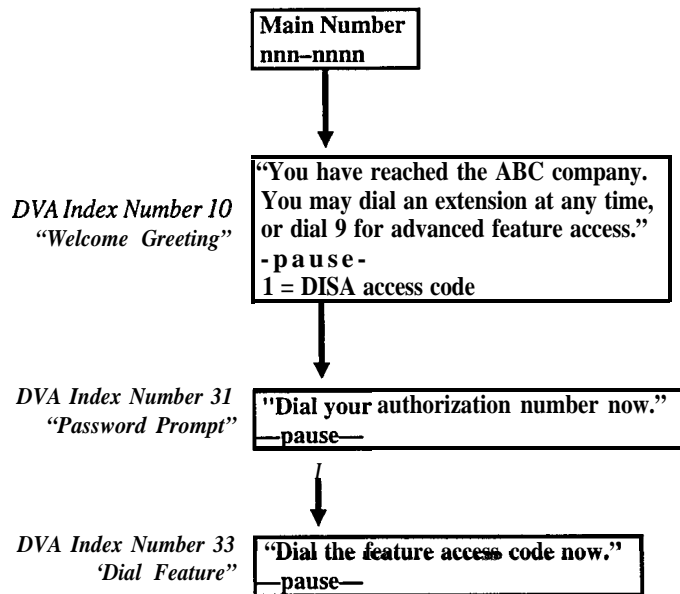 Main Number
nnn–nnnn
DVA Index Number 10
“Welcome Greeting”
“You have reached the ABC company.
You may dial an extension at any time,
or dial 9 for advanced feature access.”
-pause-
1 = DISA access code
DVA Index Number 31
“Password Prompt”
"Dial your authorization number now.”
—pause—
DVA Index Number 33
‘Dial Feature”
“Dial the feature access code now.”
—pause—